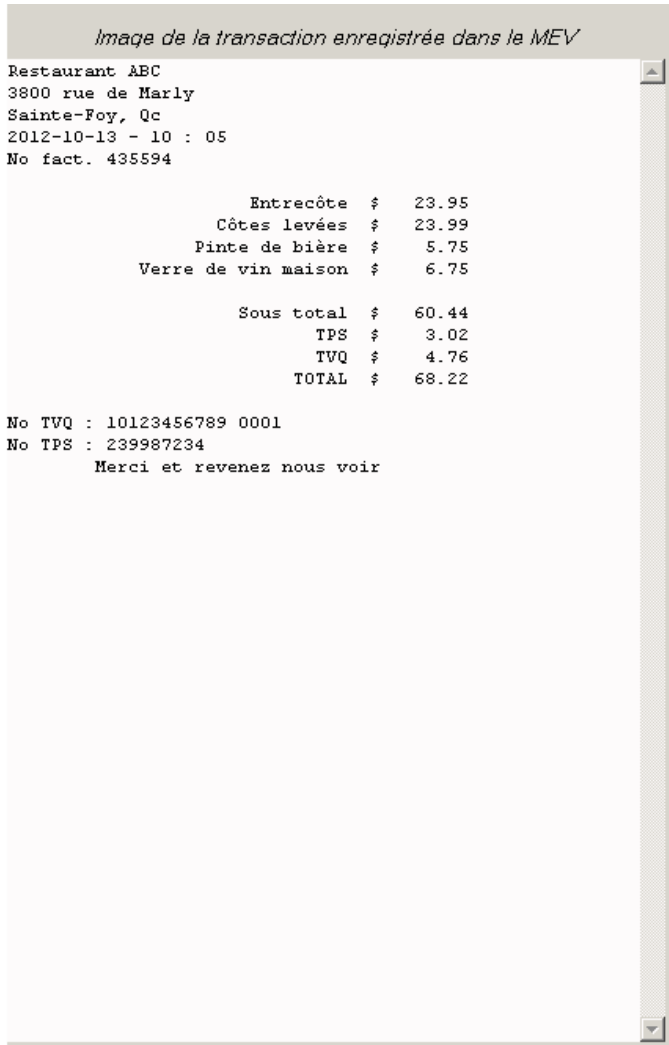 Image de la transaction enregistrée dans le MEV
Restaurant ABC
3800 rue de Marly
Sainte-Foy, Qc
2012-10-13 - 10 : 05
No fact. 435594
Entrecôte $ 23.95
Côtes levées $ 23.99
Pinte de bière $ 5.75
Verre de vin maison $ 6.75
Sous total $ 60.44
TPS $ 3.02
TVQ $ 4.76
TOTAL $ 68.22
No TVQ : 10123456789 0001
No TPS : 239987234
Merci et revenez nous voir